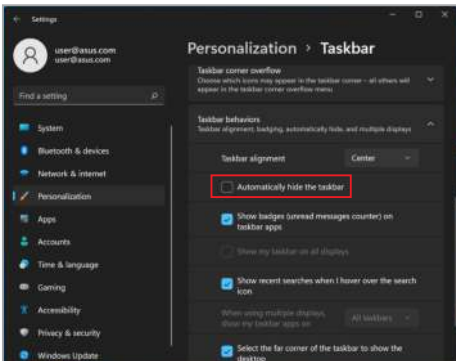 Settings
user@asus.com
user@asus.com
Find a setting
System
Bluetooth & devices
Network & internet
Personalization
Apps
Accounts
Time & language
Gaming
Accessibility
Privacy & security
Windows Update
Personalization > Taskbar
Taskbar corner overflow
Choose which icons may appear in the taskbar corner – all others will
appear in the taskbar corner overflow menu
Taskbar behaviors
Taskbar alignment, badging, automatically hide, and multiple displays
Taskbar alignment
Center
Automatically hide the taskbar
Show badges (unread messages counter) on
taskbar apps
Show my taskbar on all displays
Show recent searches when I hover over the search
icon
When using multiple displays,
show my taskbar apps on
All taskbars
Select the far corner of the taskbar to show the
desktop